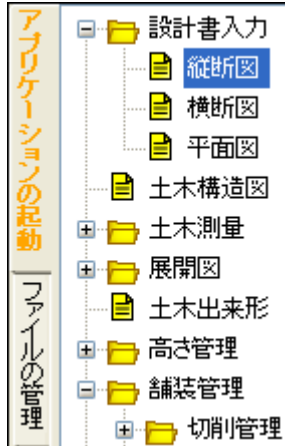 アプリケーションの起動
ファイルの管理
設計書入力
縦断図
横断図
平面図
土木構造図
土木測量
展開図
土木出来形
高さ管理
舗装管理
切削管理